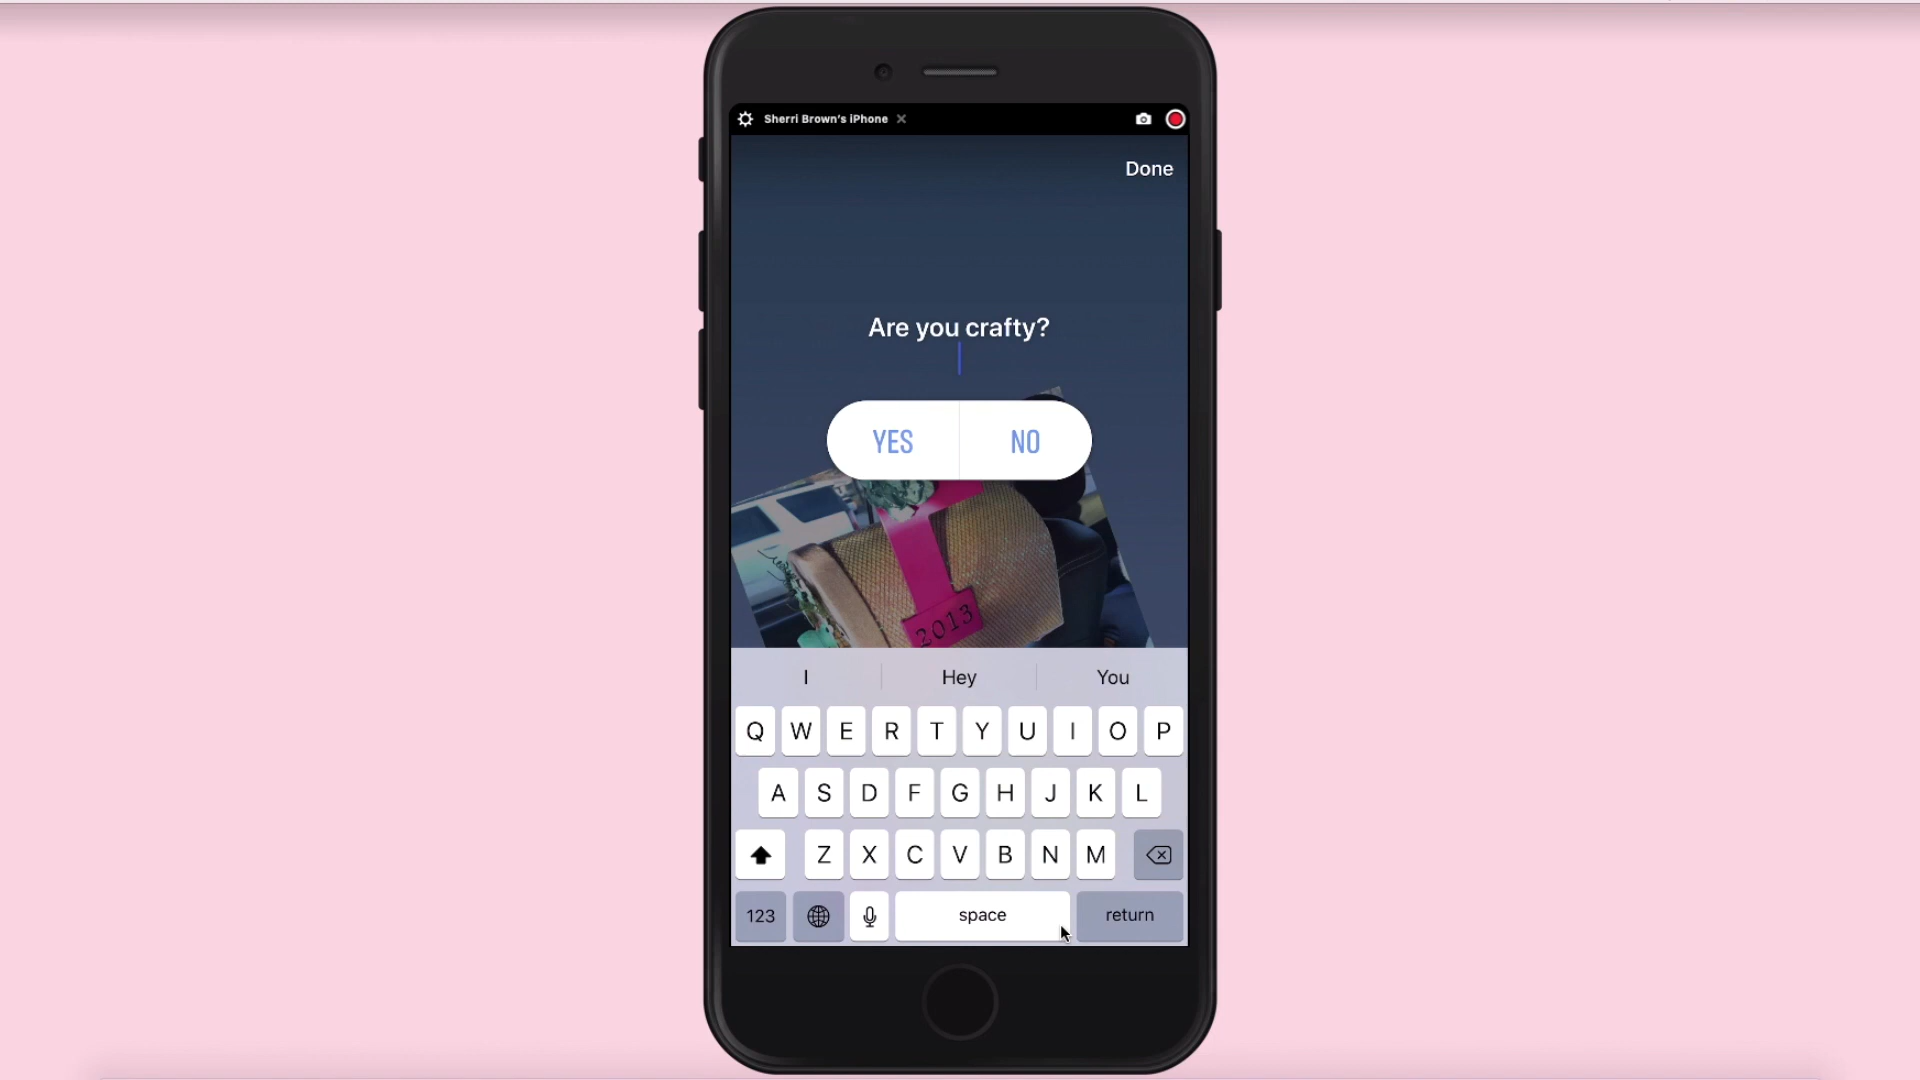 Sherri Brown's iPhone
Done
Are you crafty?
YES NO
2013
I Hey You
Q W E R T Y U I O P
A S D F G H J K L
Z X C V B N M
123 space return